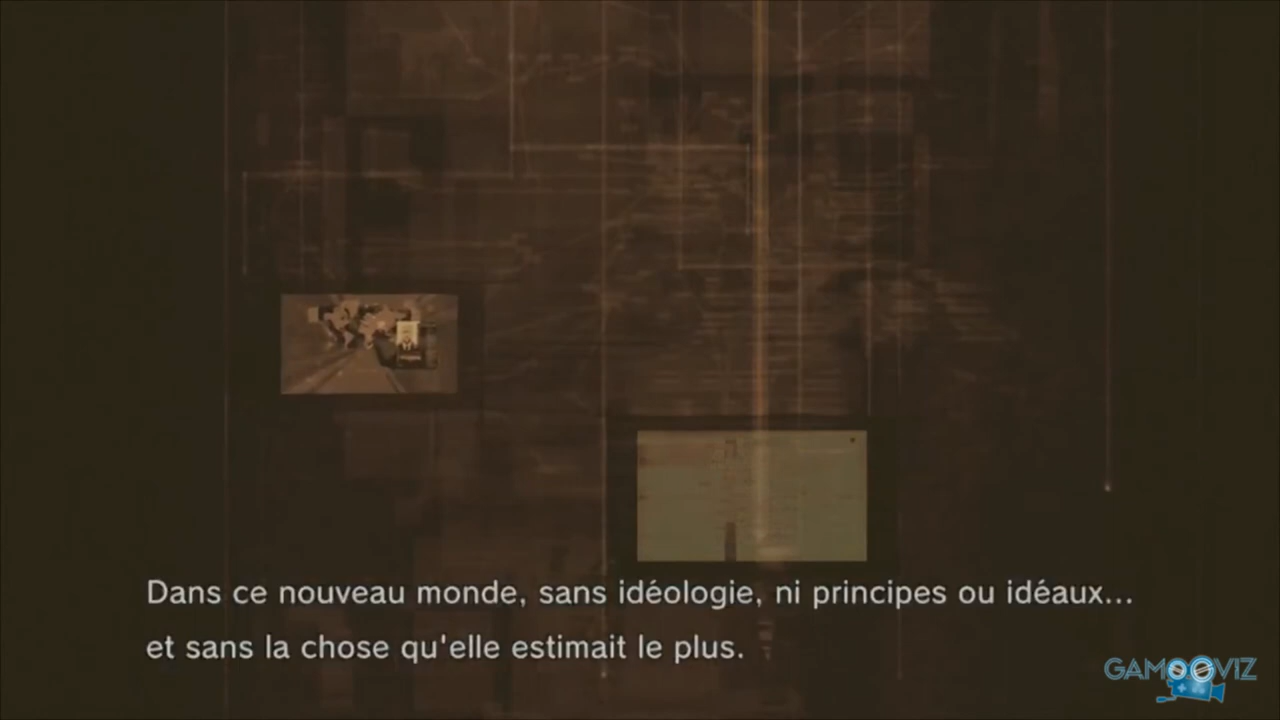 Dans ce nouveau monde, sans idéologie, ni principes ou idéaux...
et sans la chose qu'elle estimait le plus.
GAMOOVIZ